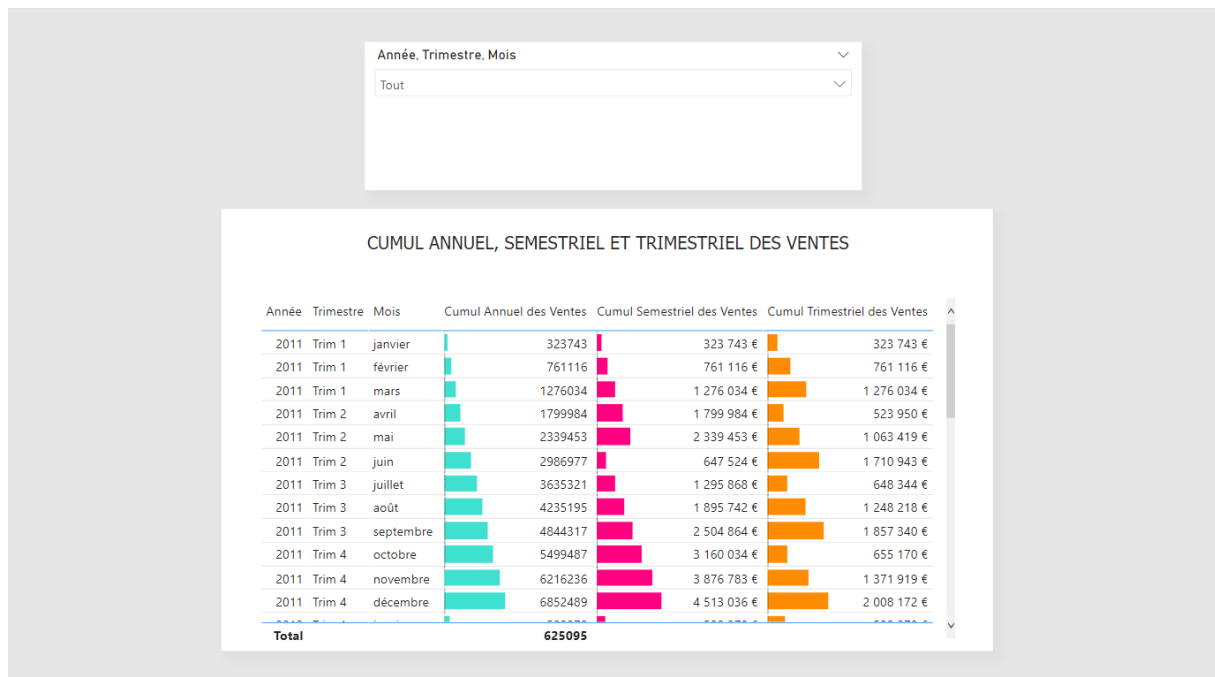 Année, Trimestre, Mois
Tout
CUMUL ANNUEL, SEMESTRIEL ET TRIMESTRIEL DES VENTES
Année Trimestre Mois Cumul Annuel des Ventes Cumul Semestriel des Ventes Cumul Trimestriel des Ventes
2011 Trim 1 janvier 323743 323 743 € 323 743 €
2011 Trim 1 février 761116 761 116 € 761 116 €
2011 Trim 1 mars 1276034 1 276 034 € 1 276 034 €
2011 Trim 2 avril 1799984 1 799 984 € 523 950 €
2011 Trim 2 mai 2339453 2 339 453 € 1 063 419 €
2011 Trim 2 juin 2986977 647 524 € 1 710 943 €
2011 Trim 3 juillet 3635321 1 295 868 € 648 344 €
2011 Trim 3 août 4235195 1 895 742 € 1 248 218 €
2011 Trim 3 septembre 4844317 2 504 864 € 1 857 340 €
2011 Trim 4 octobre 5499487 3 160 034 € 655 170 €
2011 Trim 4 novembre 6216236 3 876 783 € 1 371 919 €
2011 Trim 4 décembre 6852489 4 513 036 € 2 008 172 €
Total 625095